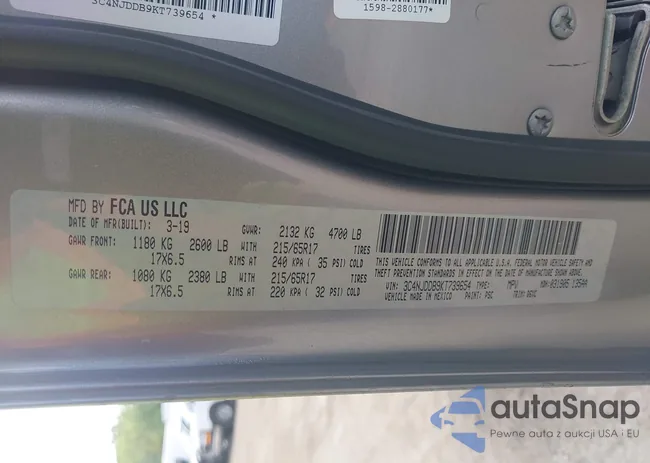 3C4NJDDB9KT739654 *
1598-2880177*
MFD BY FCA US LLC
DATE OF MFR(BUILT): 3-19 GVWR: 2132 KG 4700 LB
GAWR FRONT: 1180 KG 2600 LB WITH 215/65R17 TIRES
17X6.5 RIMS AT 240 KPA ( 35 PSI) COLD
GAWR REAR: 1080 KG 2380 LB WITH 215/65R17 TIRES
17X6.5 RIMS AT 220 KPA ( 32 PSI) COLD
THIS VEHICLE CONFORMS TO ALL APPLICABLE U.S.A. FEDERAL MOTOR VEHICLE SAFETY AND
THEFT PREVENTION STANDARDS IN EFFECT ON THE DATE OF MANUFACTURE SHOWN ABOVE.
VIN: 3C4NJDDB9KT739654 TYPE: MPV MDH: 031905 135AM
VEHICLE MADE IN MEXICO PAINT: PSC TRIM:
autaSnap
Pewne auta z aukcji USA i EU